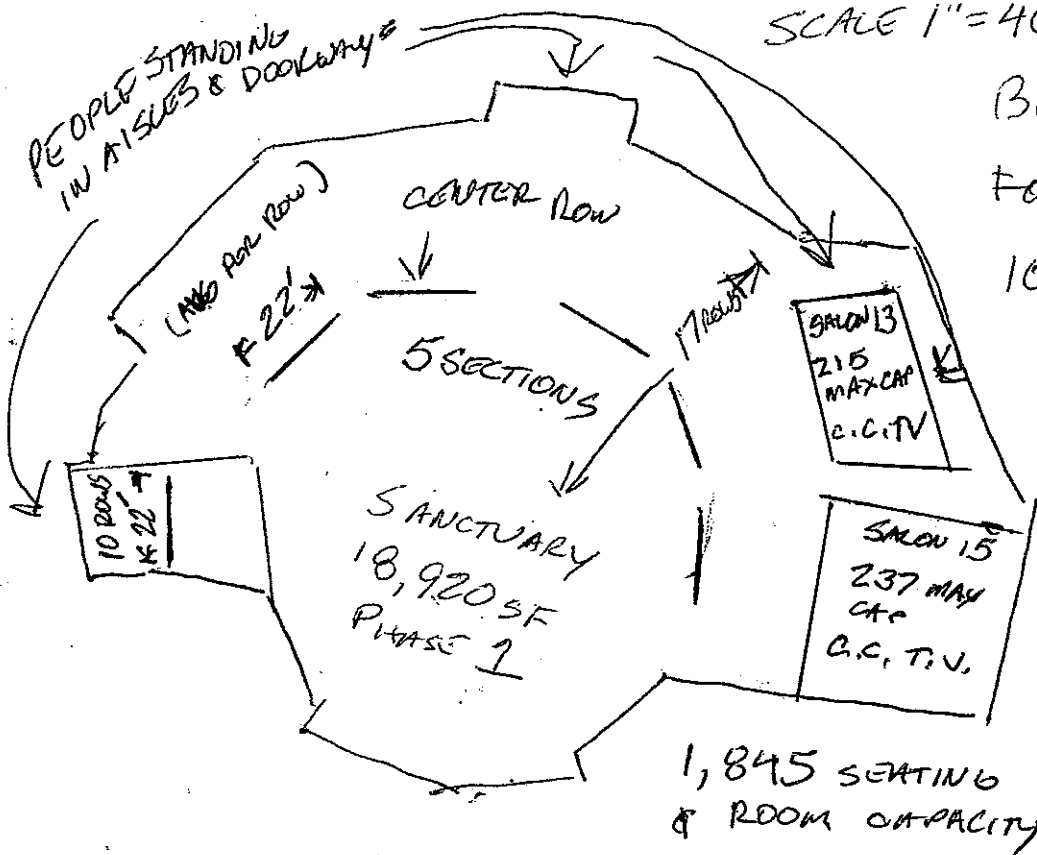 PEOPLE STANDING
IN AISLES & DOORWAYS
SCALE 1"=40
B
Fo
10
(AVG PER ROW)
22'
CENTER ROW
17 ROWS
5 SECTIONS
SALON 13
215
MAX CAP
C.C.TV
10 ROWS
22'
SANCTUARY
18,920 SF
PHASE 1
SALON 15
237 MAX
CAP
C.C. T.V.
1,845 SEATING
& ROOM CAPACITY